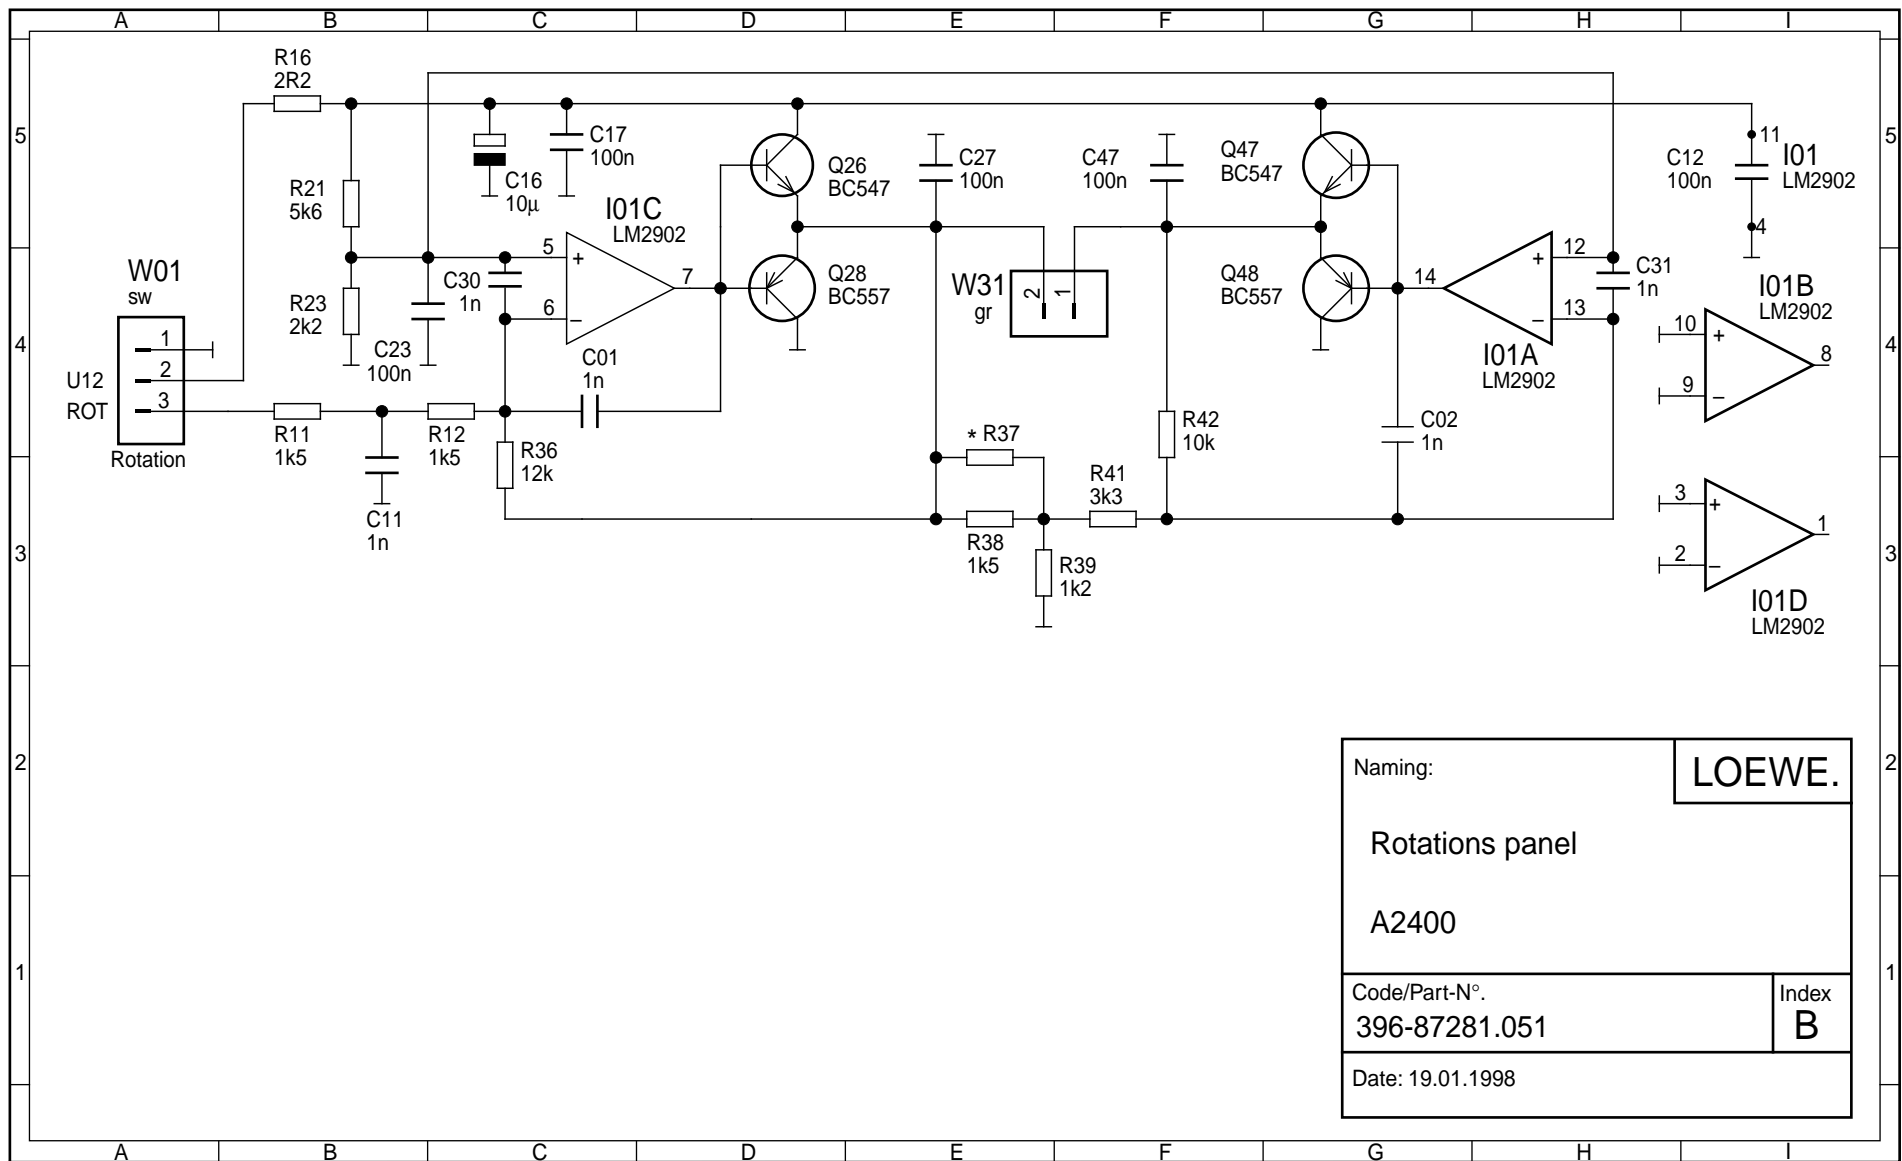 A B C D E F G H I
R16
2R2
5
C17
100n
Q26
BC547
C27
100n
C47
100n
Q47
BC547
C12
100n
11
I01
LM2902
5
R21
5k6
C16
10µ
I01C
LM2902
4
W01
sw
5
+
C30
1n
7
Q28
BC557
W31
gr
2
1
Q48
BC557
14
12
+
C31
1n
R23
2k2
6
–
13
–
I01B
LM2902
4
1
C23
100n
C01
1n
I01A
LM2902
10
+
8
4
U12
2
ROT
3
9
–
Rotation
R11
1k5
R12
1k5
R36
12k
* R37
R42
10k
C02
1n
R41
3k3
3
+
C11
1n
3
R38
1k5
R39
1k2
1
2
–
3
I01D
LM2902
2
Naming:
LOEWE.
2
Rotations panel
A2400
1
Code/Part-N°.
396-87281.051
Index
B
1
Date: 19.01.1998
A B C D E F G H I